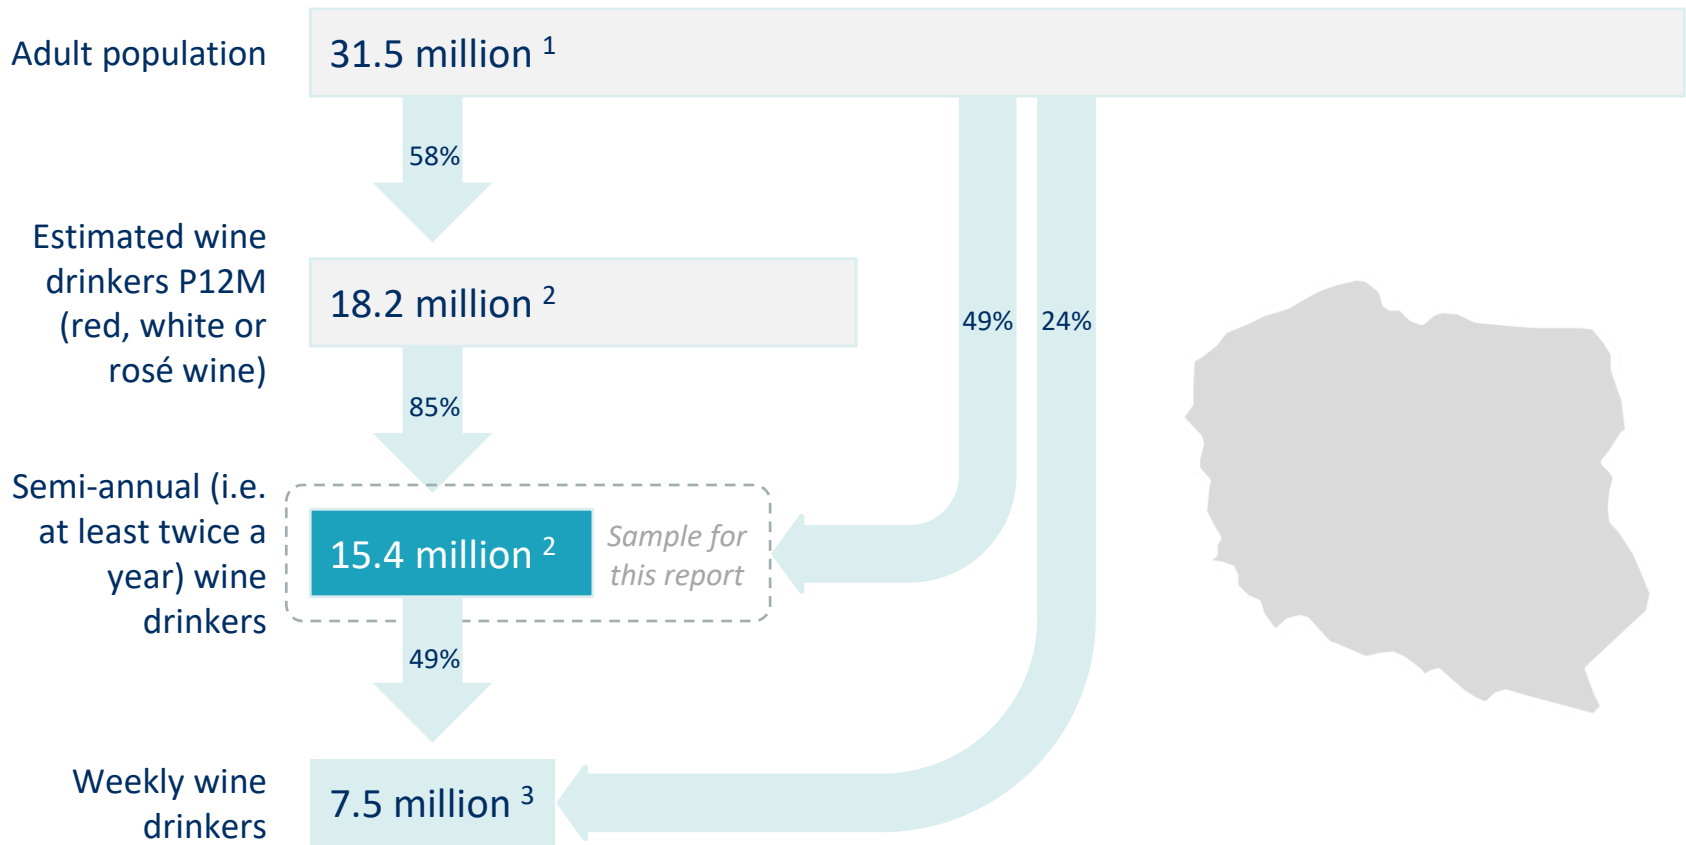 Adult population
31.5 million ¹
58%
Estimated wine
drinkers P12M
(red, white or
rosé wine)
18.2 million ²
49%
24%
85%
Semi-annual (i.e.
at least twice a
year) wine
drinkers
15.4 million ²
Sample for
this report
49%
Weekly wine
drinkers
7.5 million ³